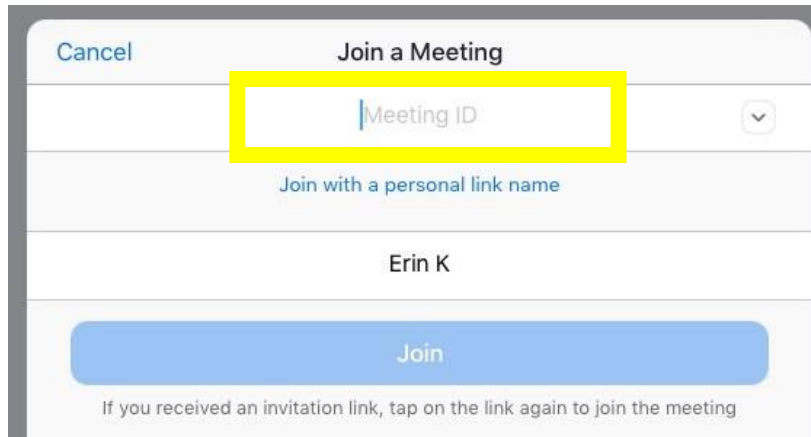 Cancel Join a Meeting
Meeting ID
Join with a personal link name
Erin K
Join
If you received an invitation link, tap on the link again to join the meeting